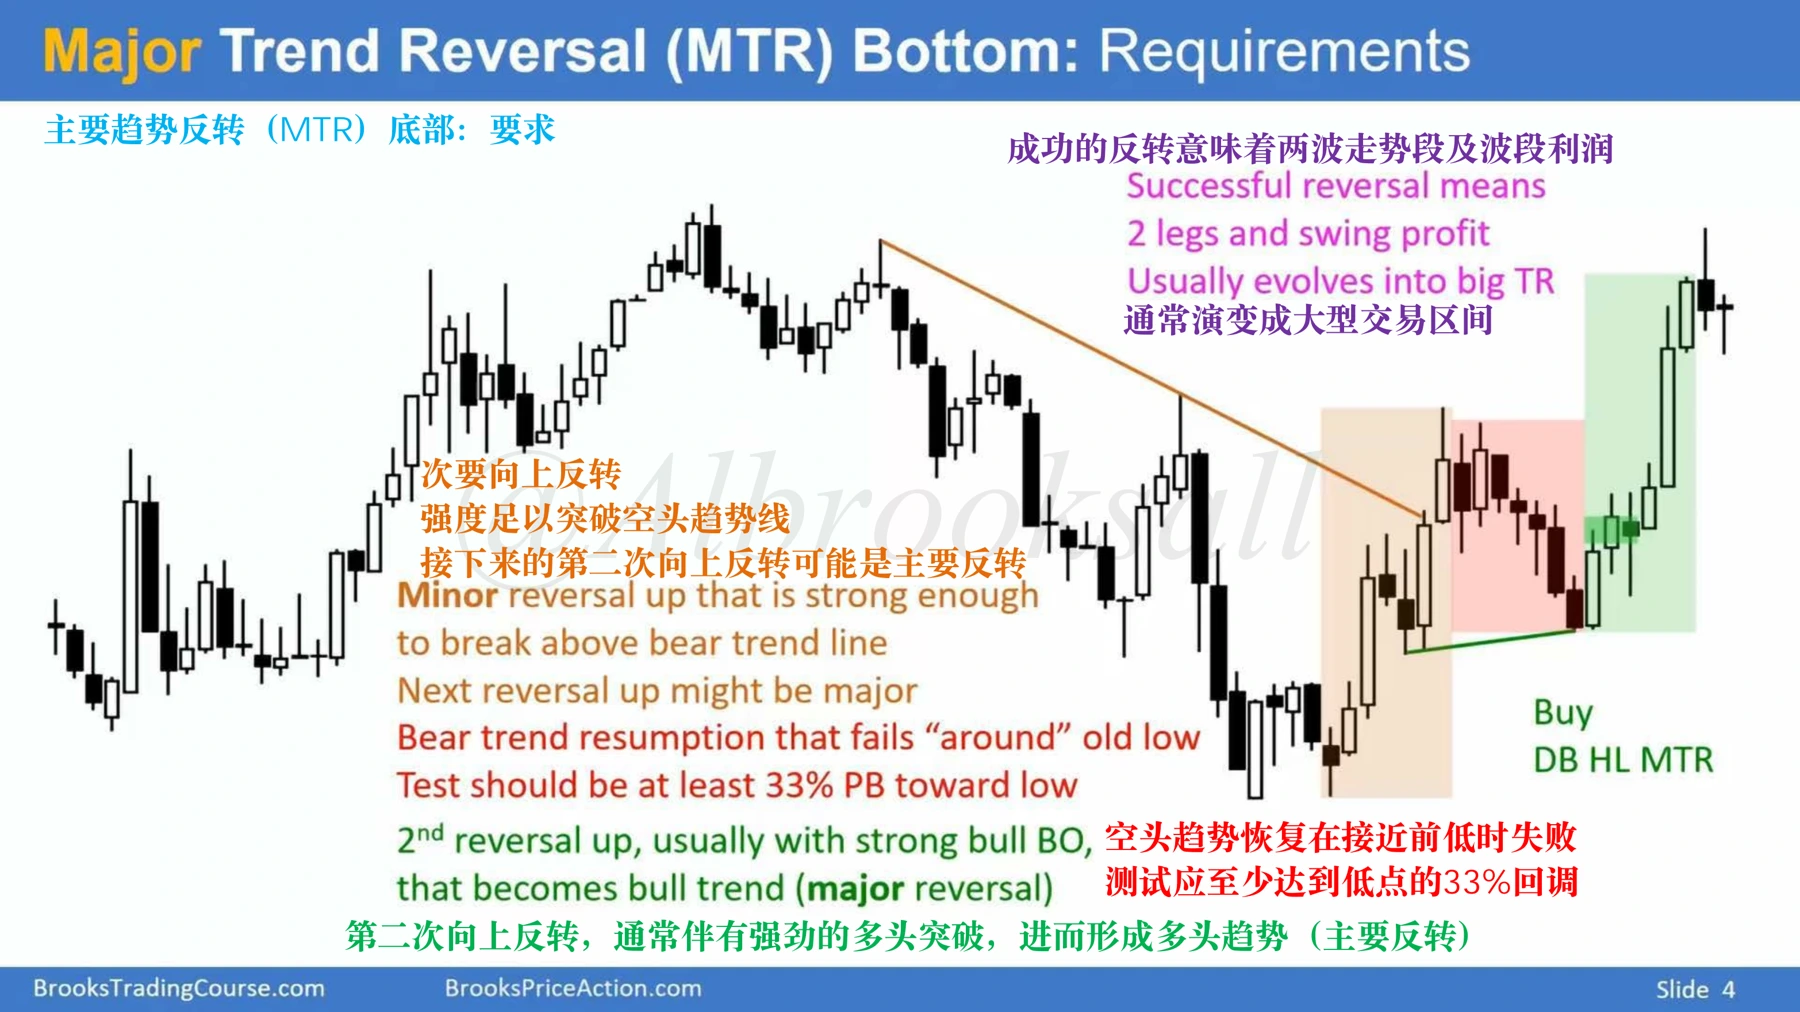 Major Trend Reversal (MTR) Bottom: Requirements
主要趋势反转（MTR）底部：要求
成功的反转意味着两波走势段及波段利润
Successful reversal means
2 legs and swing profit
Usually evolves into big TR
通常演变成大型交易区间
@Albrooksall
次要向上反转
强度足以突破空头趋势线
接下来的第二次向上反转可能是主要反转
Minor reversal up that is strong enough
to break above bear trend line
Next reversal up might be major
Bear trend resumption that fails “around” old low
Test should be at least 33% PB toward low
2nd reversal up, usually with strong bull BO,
that becomes bull trend (major reversal)
Buy
DB HL MTR
空头趋势恢复在接近前低时失败
测试应至少达到低点的33%回调
第二次向上反转，通常伴有强劲的多头突破，进而形成多头趋势（主要反转）
BrooksTradingCourse.com
BrooksPriceAction.com
Slide 4